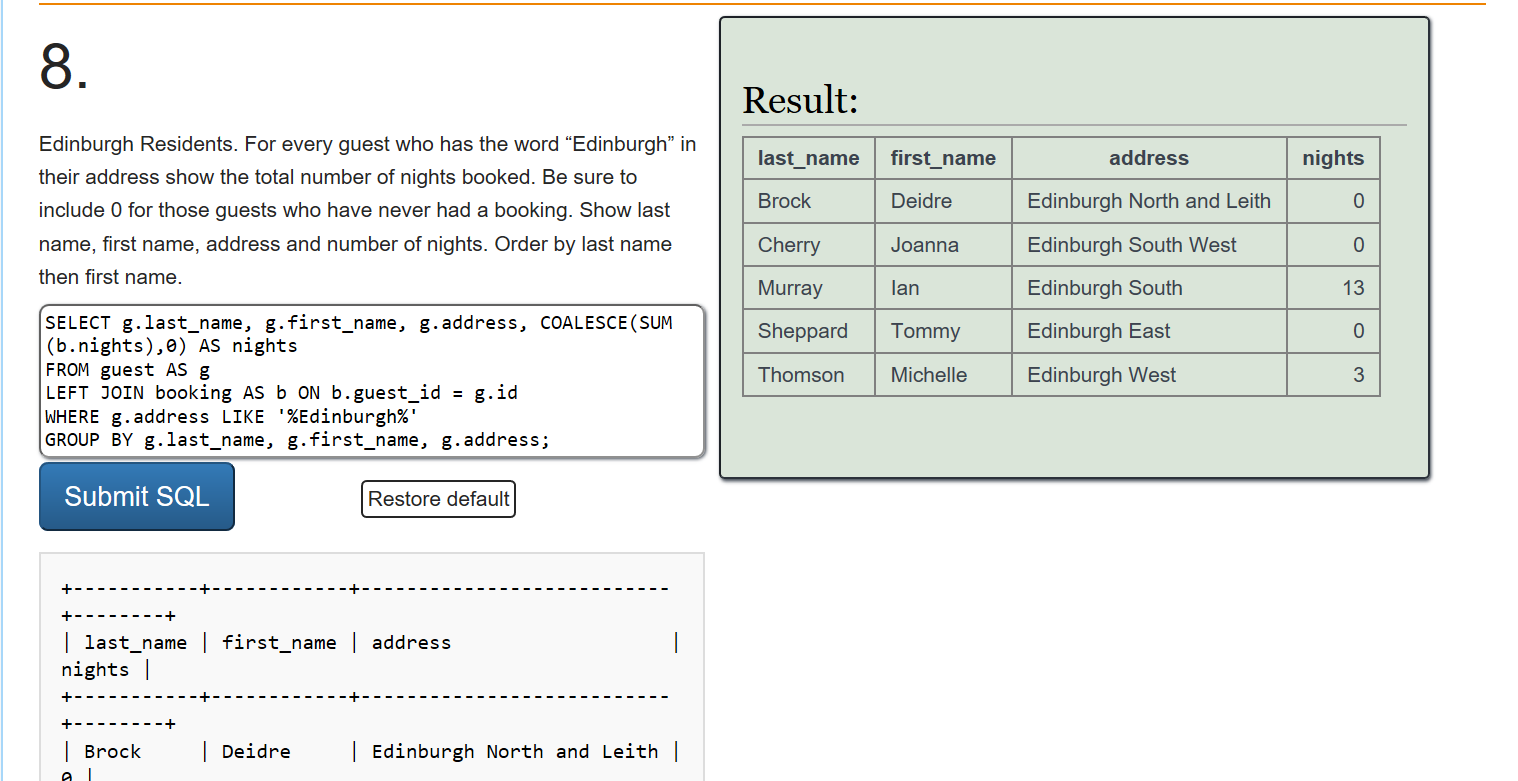 8.
Edinburgh Residents. For every guest who has the word “Edinburgh” in
their address show the total number of nights booked. Be sure to
include 0 for those guests who have never had a booking. Show last
name, first name, address and number of nights. Order by last name
then first name.
SELECT g.last_name, g.first_name, g.address, COALESCE(SUM
(b.nights),0) AS nights
FROM guest AS g
LEFT JOIN booking AS b ON b.guest_id = g.id
WHERE g.address LIKE '%Edinburgh%'
GROUP BY g.last_name, g.first_name, g.address;
Submit SQL
Restore default
+-----------+------------+---------------------------
+--------+
| last_name | first_name | address                   |
nights |
+-----------+------------+---------------------------
+--------+
| Brock     | Deidre     | Edinburgh North and Leith |
0 |
Result:
last_name first_name address nights
Brock Deidre Edinburgh North and Leith 0
Cherry Joanna Edinburgh South West 0
Murray Ian Edinburgh South 13
Sheppard Tommy Edinburgh East 0
Thomson Michelle Edinburgh West 3